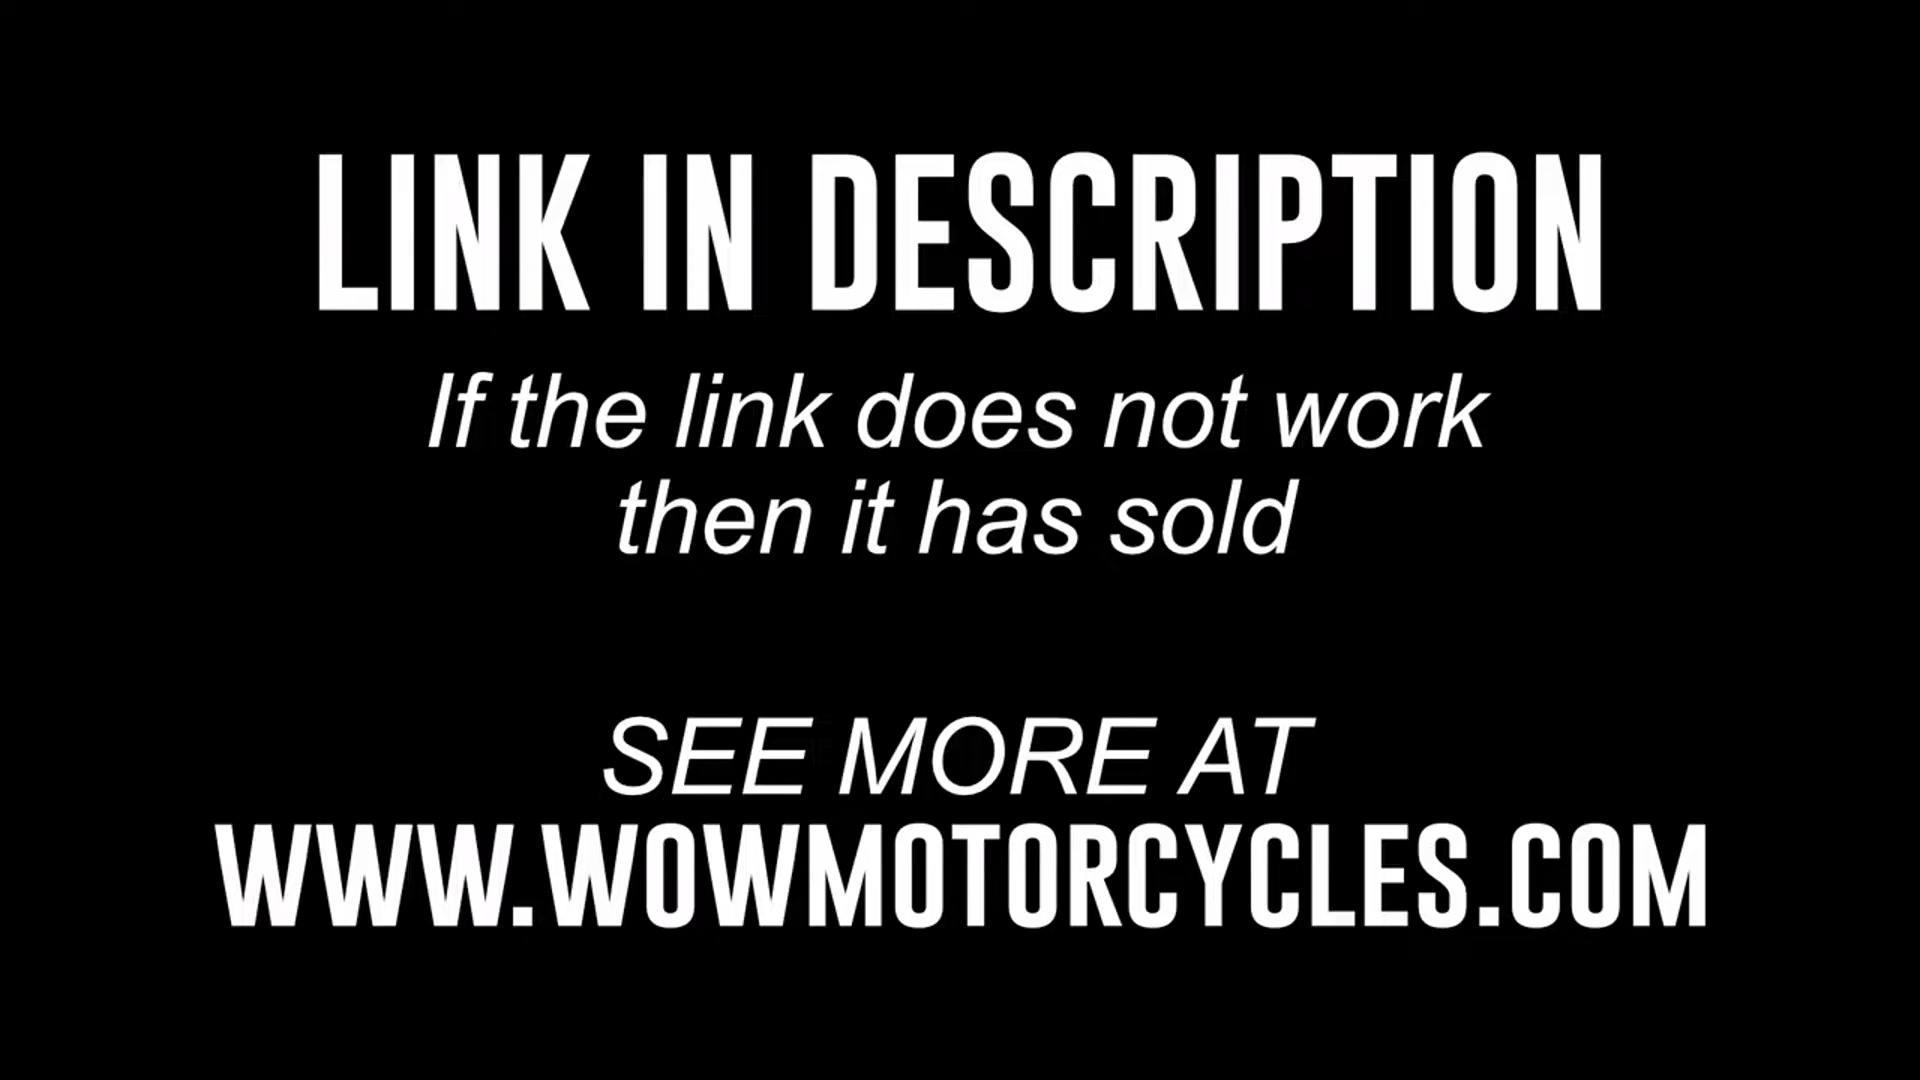 LINK IN DESCRIPTION
If the link does not work
then it has sold
SEE MORE AT
WWW.WOWMOTORCYCLES.COM